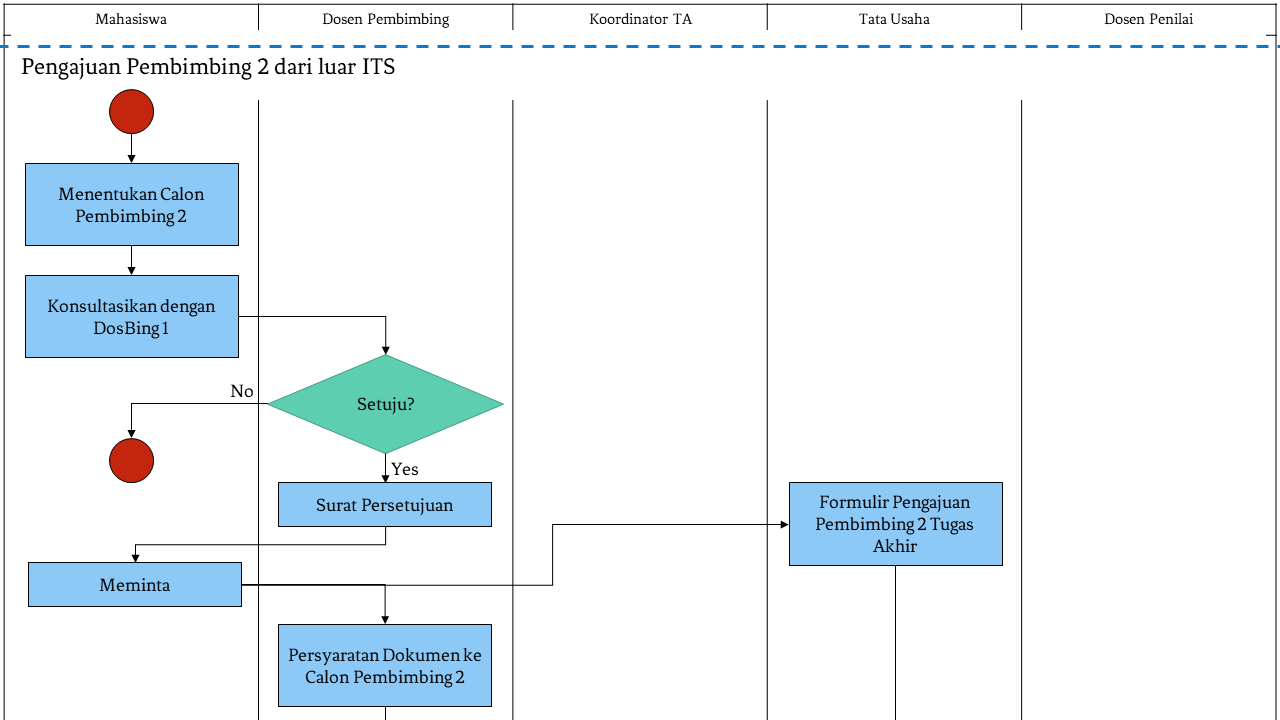 Mahasiswa
Dosen Pembimbing
Koordinator TA
Tata Usaha
Dosen Penilai
Pengajuan Pembimbing 2 dari luar ITS
Menentukan Calon
Pembimbing 2
Konsultasikan dengan
DosBing 1
Setuju?
No
Yes
Surat Persetujuan
Formulir Pengajuan
Pembimbing 2 Tugas
Akhir
Meminta
Persyaratan Dokumen ke
Calon Pembimbing 2